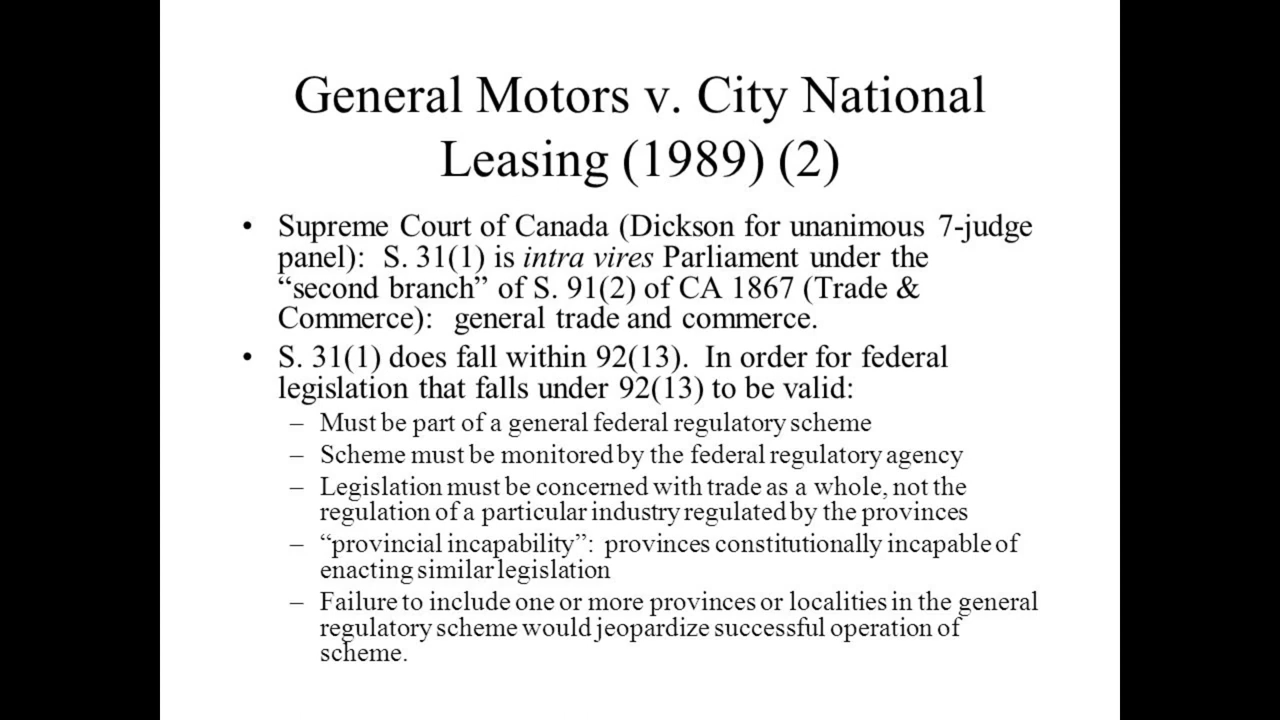 General Motors v. City National
Leasing (1989) (2)
• Supreme Court of Canada (Dickson for unanimous 7-judge
panel): S. 31(1) is intra vires Parliament under the
“second branch” of S. 91(2) of CA 1867 (Trade &
Commerce): general trade and commerce.
• S. 31(1) does fall within 92(13). In order for federal
legislation that falls under 92(13) to be valid:
– Must be part of a general federal regulatory scheme
– Scheme must be monitored by the federal regulatory agency
– Legislation must be concerned with trade as a whole, not the
regulation of a particular industry regulated by the provinces
– “provincial incapability”: provinces constitutionally incapable of
enacting similar legislation
– Failure to include one or more provinces or localities in the general
regulatory scheme would jeopardize successful operation of
scheme.